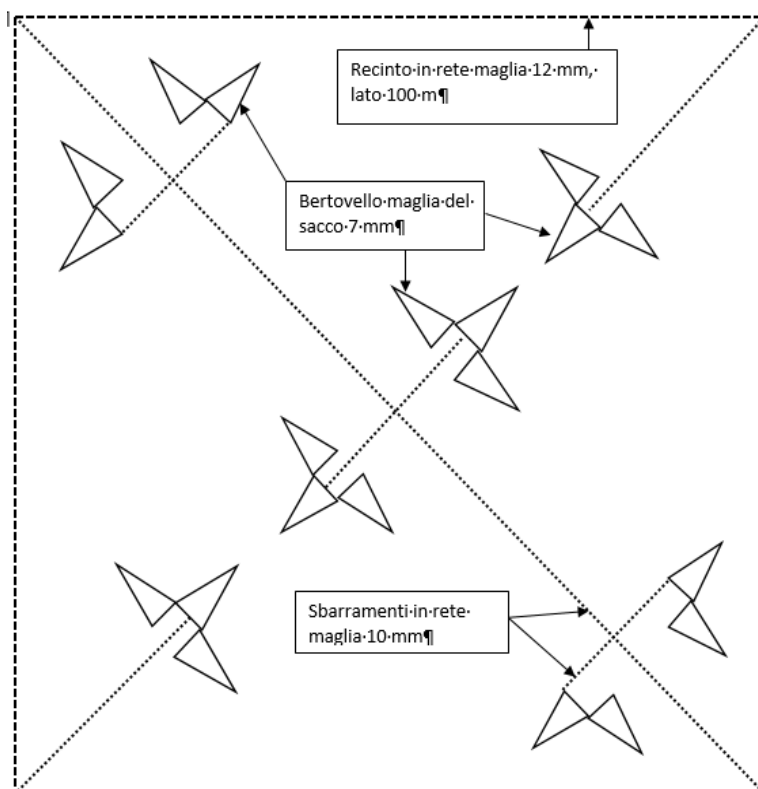 Recinto·in·rete·maglia·12·mm,·
lato·100·m¶
Bertovello·maglia·del·
sacco·7·mm¶
Sbarramenti·in·rete·
maglia·10·mm¶